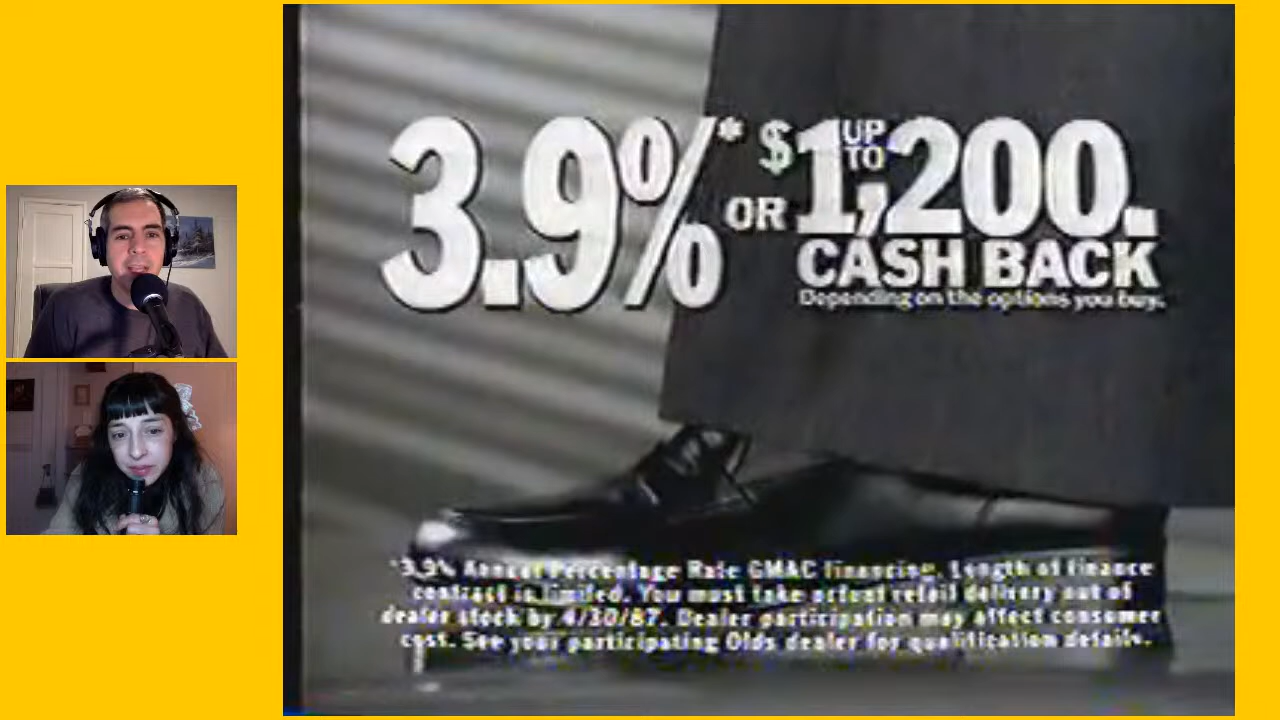 3.9%* OR $1,200. UP TO
CASH BACK
Depending on the options you buy.
*3.9% Annual Percentage Rate GMAC financing. Length of finance
contract is limited. You must take actual retail delivery out of
dealer stock by 4/30/87. Dealer participation may affect consumer
cost. See your participating Olds dealer for qualification details.